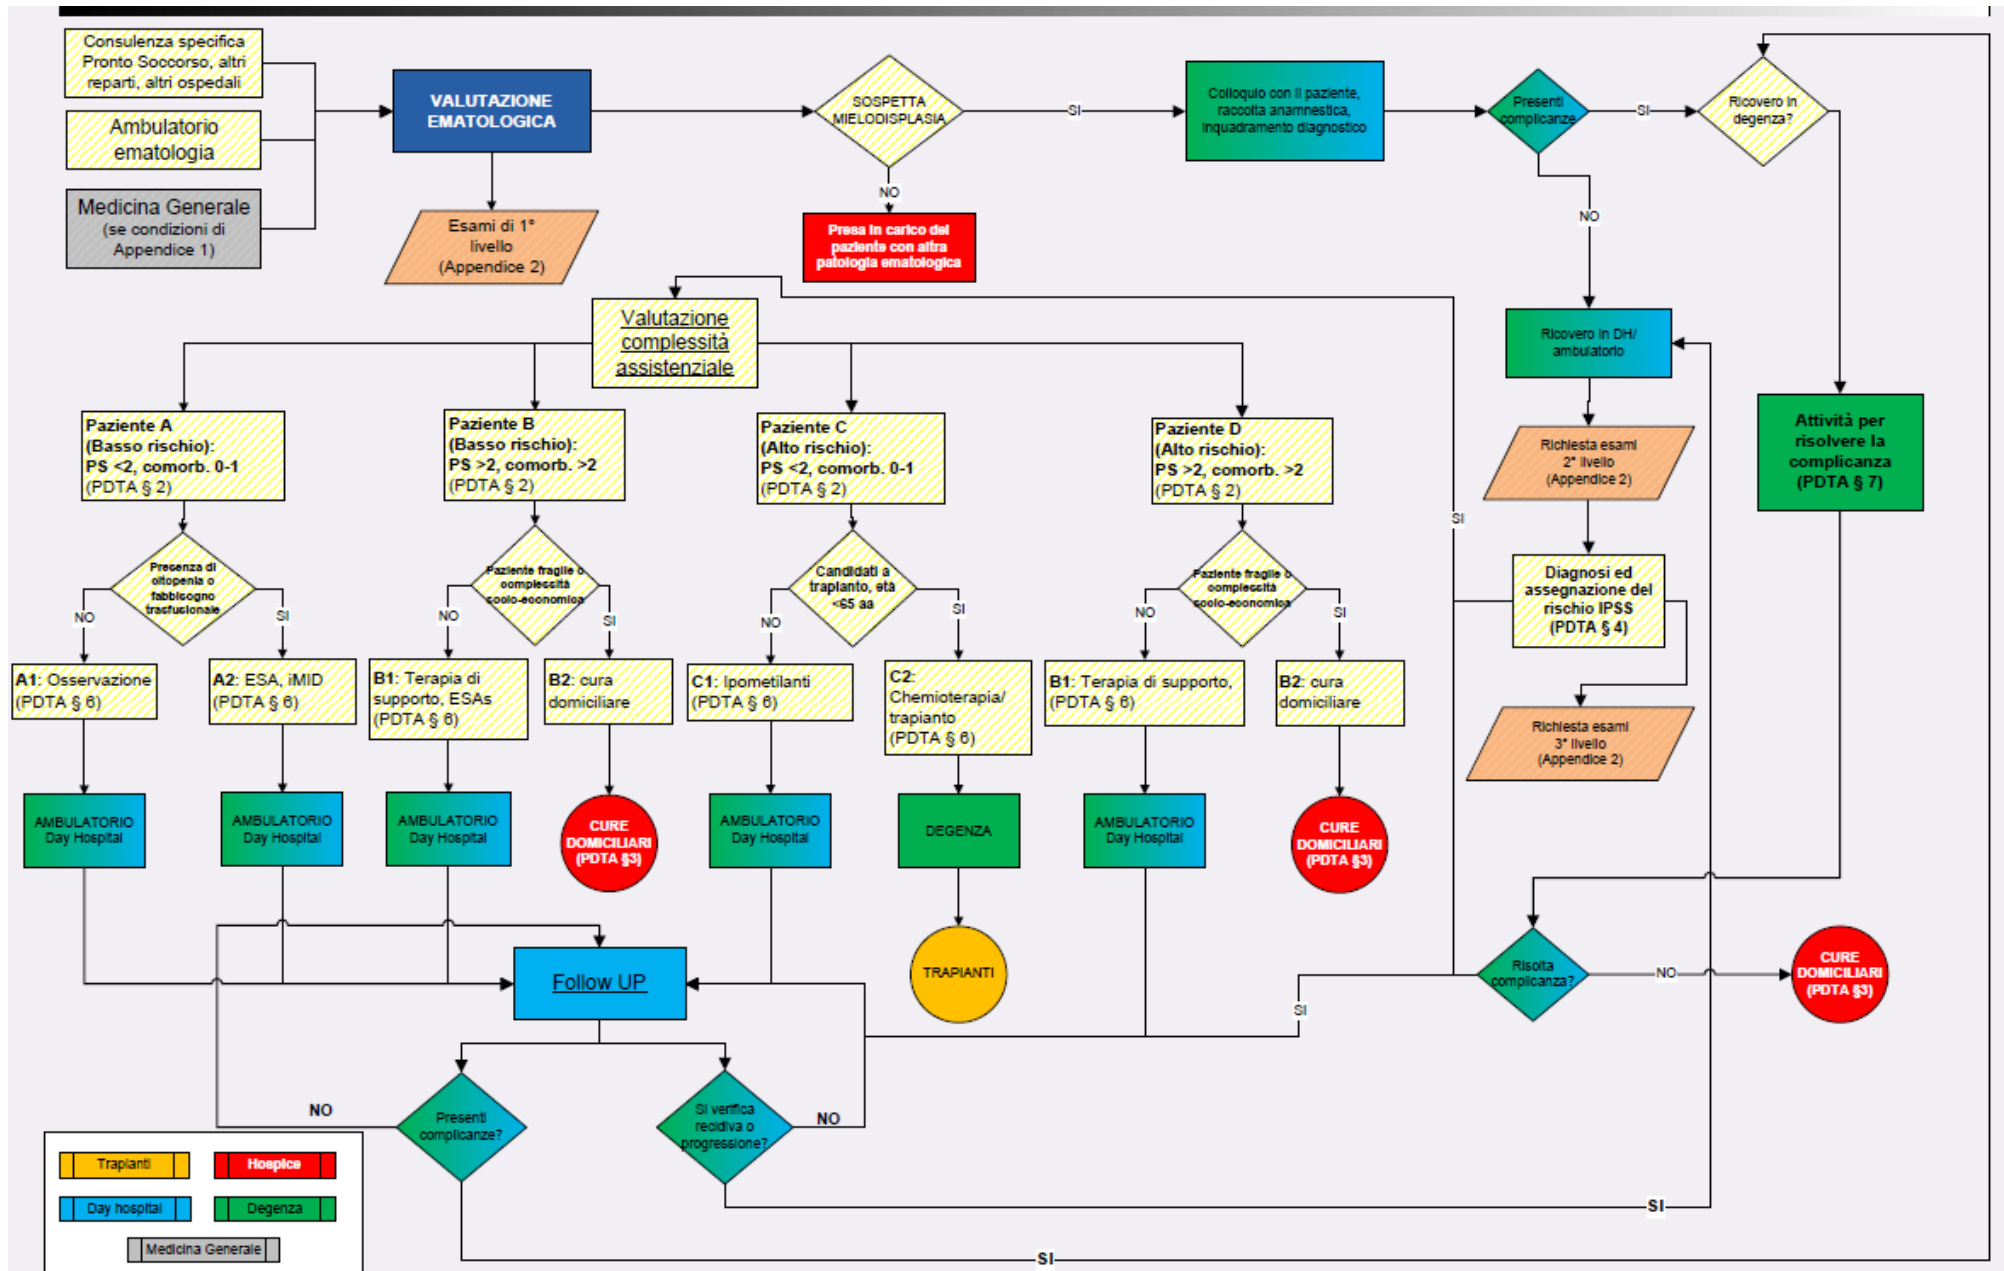 Consulenza specifica
Pronto Soccorso, altri
reparti, altri ospedali
Ambulatorio
ematologia
Medicina Generale
(se condizioni di
Appendice 1)
VALUTAZIONE
EMATOLOGICA
Esami di 1°
livello
(Appendice 2)
SOSPETTA
MIELODISPLASIA
SI
NO
Presa in carico del
paziente con altra
patologia ematologica
Colloquio con il paziente,
raccolta anamnestica,
inquadramento diagnostico
Presenti
complicanze
SI
NO
Ricovero in
degenza?
Ricovero in DH/
ambulatorio
Richiesta esami
2° livello
(Appendice 2)
Diagnosi ed
assegnazione del
rischio IPSS
(PDTA § 4)
Richiesta esami
3° livello
(Appendice 2)
Attività per
risolvere la
complicanza
(PDTA § 7)
SI
Valutazione
complessità
assistenziale
Paziente A
(Basso rischio):
PS <2, comorb. 0-1
(PDTA § 2)
Paziente B
(Basso rischio):
PS >2, comorb. >2
(PDTA § 2)
Paziente C
(Alto rischio):
PS <2, comorb. 0-1
(PDTA § 2)
Paziente D
(Alto rischio):
PS >2, comorb. >2
(PDTA § 2)
Presenza di
citopenia o
fabbisogno
trasfusionale
NO
SI
Paziente fragile o
complessità
socio-economica
NO
SI
Candidati a
trapianto, età
<65 aa
NO
SI
Paziente fragile o
complessità
socio-economica
NO
SI
A1: Osservazione
(PDTA § 6)
A2: ESA, iMID
(PDTA § 6)
B1: Terapia di
supporto, ESAs
(PDTA § 6)
B2: cura
domiciliare
C1: Ipometilanti
(PDTA § 6)
C2:
Chemioterapia/
trapianto
(PDTA § 6)
B1: Terapia di supporto,
(PDTA § 6)
B2: cura
domiciliare
AMBULATORIO
Day Hospital
AMBULATORIO
Day Hospital
AMBULATORIO
Day Hospital
CURE
DOMICILIARI
(PDTA §3)
AMBULATORIO
Day Hospital
DEGENZA
AMBULATORIO
Day Hospital
CURE
DOMICILIARI
(PDTA §3)
TRAPIANTI
Follow UP
SI
Risolta
complicanza?
NO
CURE
DOMICILIARI
(PDTA §3)
Presenti
complicanze?
NO
Si verifica
recidiva o
progressione?
NO
SI
SI
Trapianti
Hospice
Day hospital
Degenza
Medicina Generale